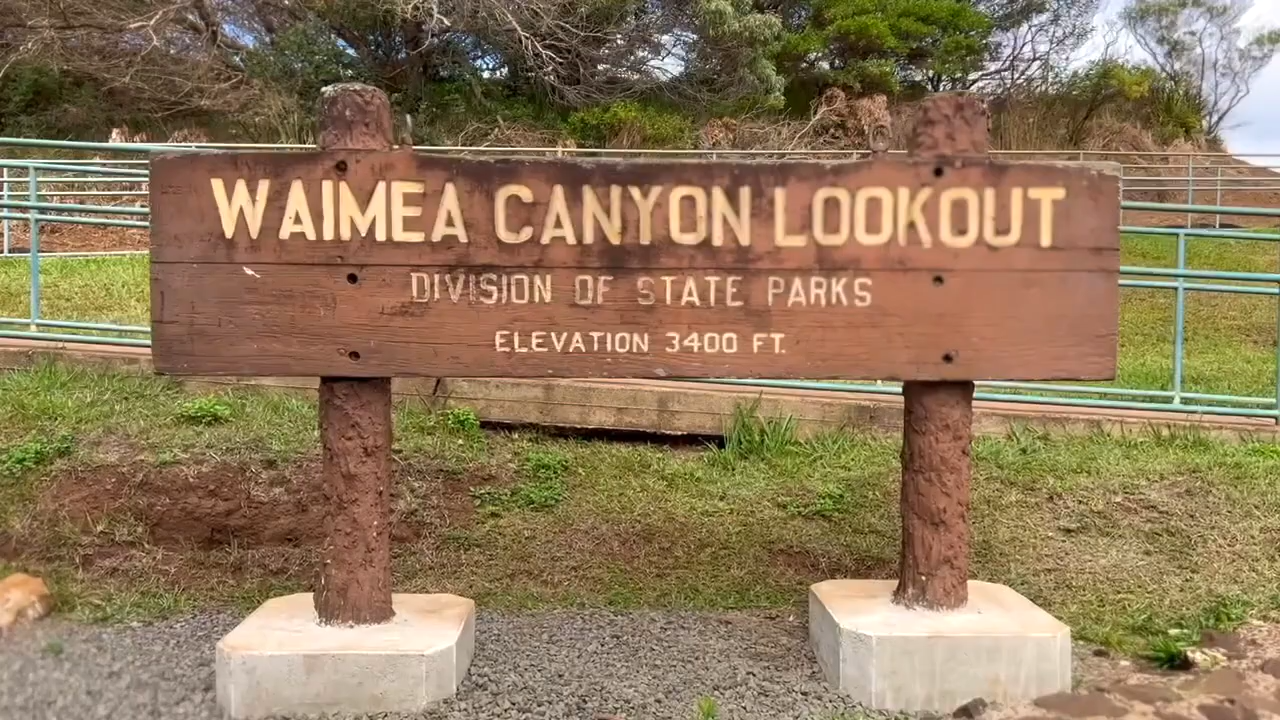 WAIMEA CANYON LOOKOUT
DIVISION OF STATE PARKS
ELEVATION 3400 FT.